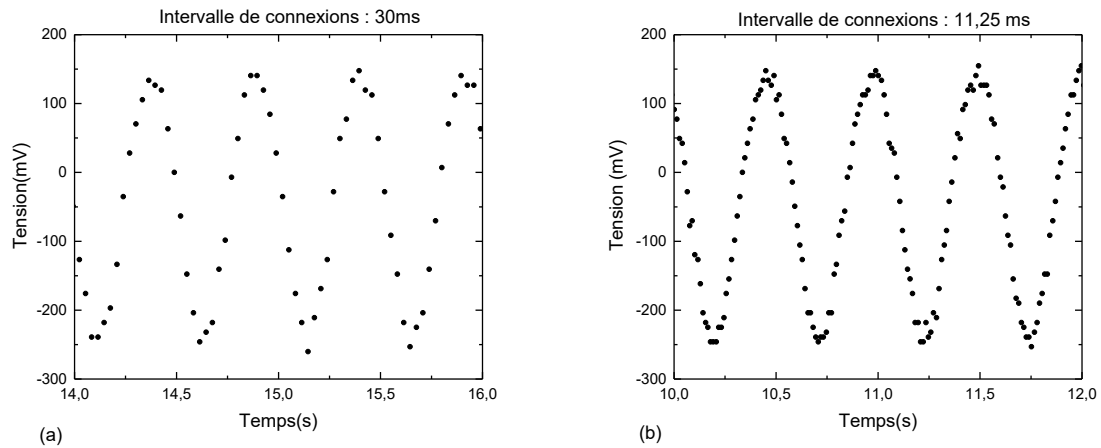 Intervalle de connexions : 30ms
200
100
0
-100
-200
-300
Tension(mV)
14,0 14,5 15,0 15,5 16,0
Temps(s)
(a)
Intervalle de connexions : 11,25 ms
200
100
0
-100
-200
-300
Tension (mV)
10,0 10,5 11,0 11,5 12,0
Temps(s)
(b)